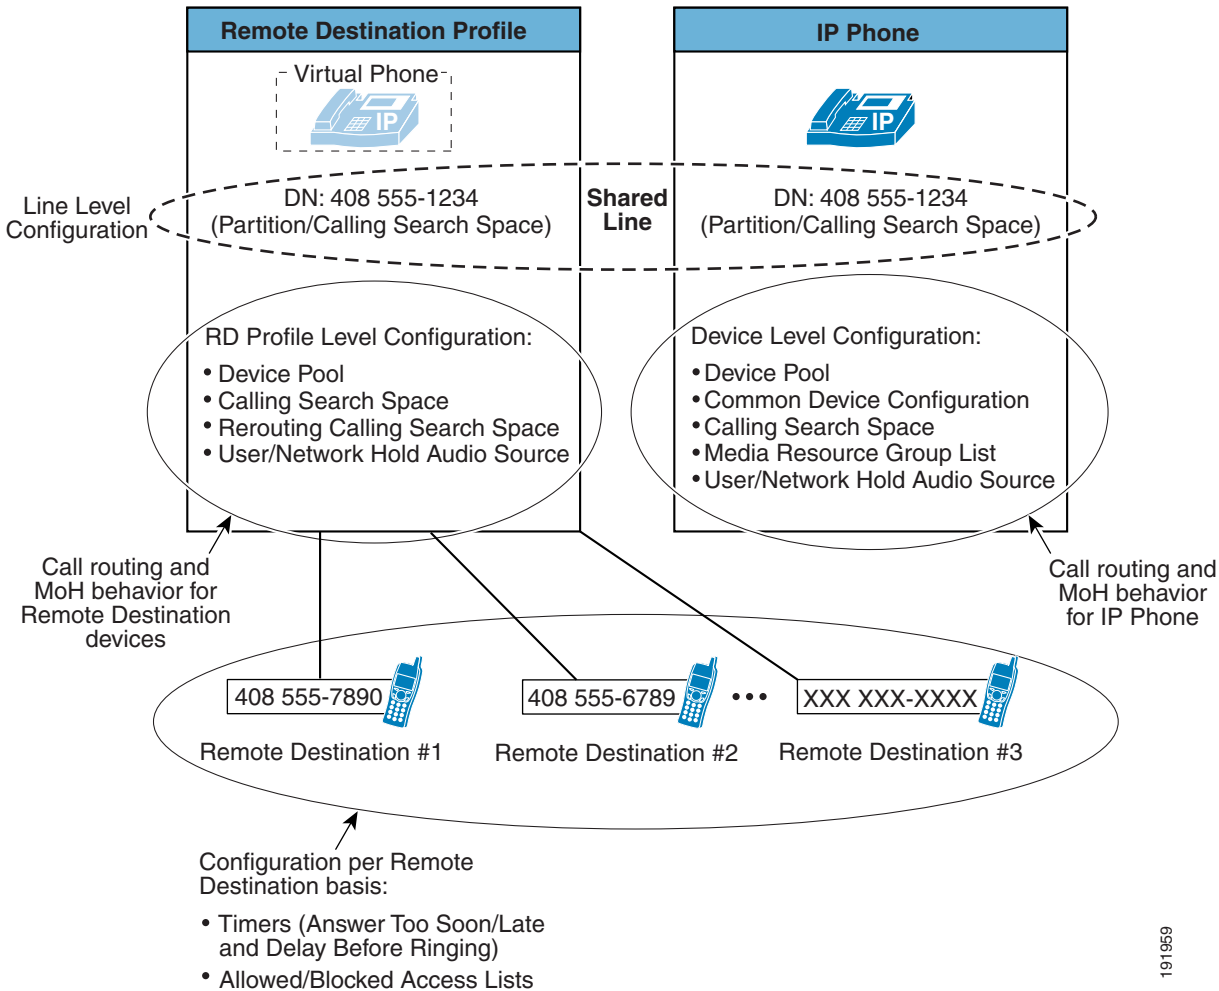 Remote Destination Profile
IP Phone
Virtual Phone
IP
IP
Line Level
Configuration
DN: 408 555-1234
(Partition/Calling Search Space)
Shared
Line
DN: 408 555-1234
(Partition/Calling Search Space)
RD Profile Level Configuration:
• Device Pool
• Calling Search Space
• Rerouting Calling Search Space
• User/Network Hold Audio Source
Device Level Configuration:
• Device Pool
• Common Device Configuration
• Calling Search Space
• Media Resource Group List
• User/Network Hold Audio Source
Call routing and
MoH behavior for
Remote Destination
devices
Call routing and
MoH behavior
for IP Phone
408 555-7890
408 555-6789
•••
XXX XXX-XXXX
Remote Destination #1
Remote Destination #2
Remote Destination #3
Configuration per Remote
Destination basis:
• Timers (Answer Too Soon/Late
and Delay Before Ringing)
• Allowed/Blocked Access Lists
191959